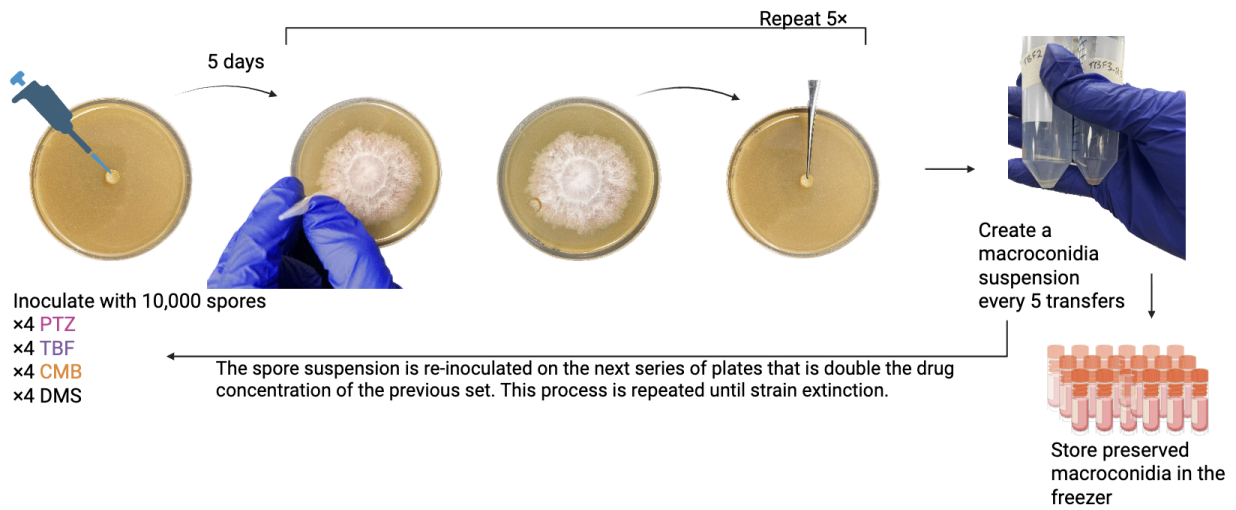 Repeat 5×
5 days
TBF2
Inoculate with 10,000 spores
×4 PTZ
×4 TBF
×4 CMB
×4 DMS
Create a
macroconidia
suspension
every 5 transfers
The spore suspension is re-inoculated on the next series of plates that is double the drug
concentration of the previous set. This process is repeated until strain extinction.
Store preserved
macroconidia in the
freezer